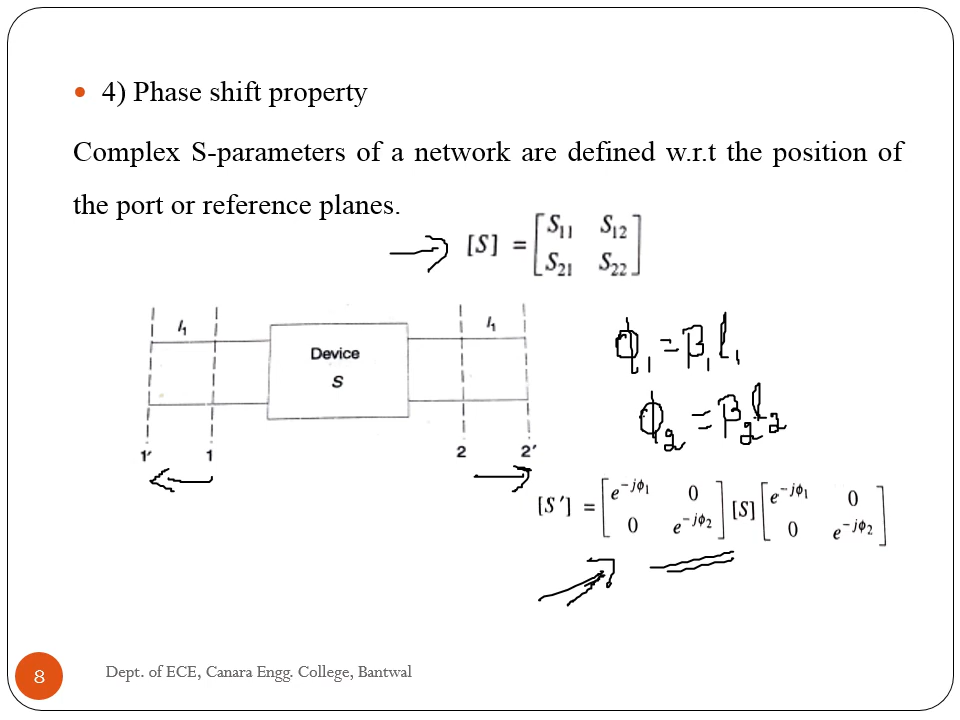 4) Phase shift property
Complex S-parameters of a network are defined w.r.t the position of
the port or reference planes.
[S] = [S11 S12
S21 S22]
l1
l1
Device
S
1'
1
2
2'
ϕ1 = β1 l1
ϕ2 = β2 l2
[S'] = [e^-jϕ1 0
0 e^-jϕ2] [S] [e^-jϕ1 0
0 e^-jϕ2]
8
Dept. of ECE, Canara Engg. College, Bantwal